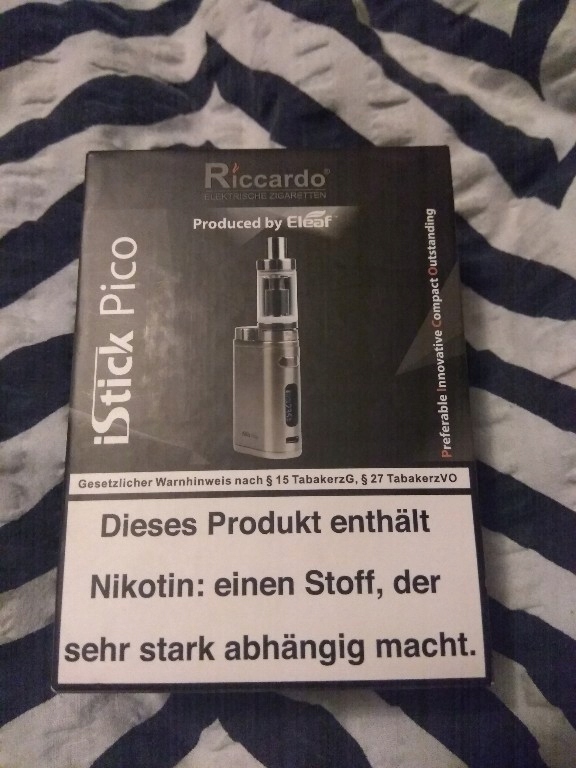 Riccardo®
ELEKTRISCHE ZIGARETTEN
Produced by Eleaf™
iStick Pico
Preferable Innovative Compact Outstanding
Gesetzlicher Warnhinweis nach § 15 TabakerzG, § 27 TabakerzVO
Dieses Produkt enthält
Nikotin: einen Stoff, der
sehr stark abhängig macht.